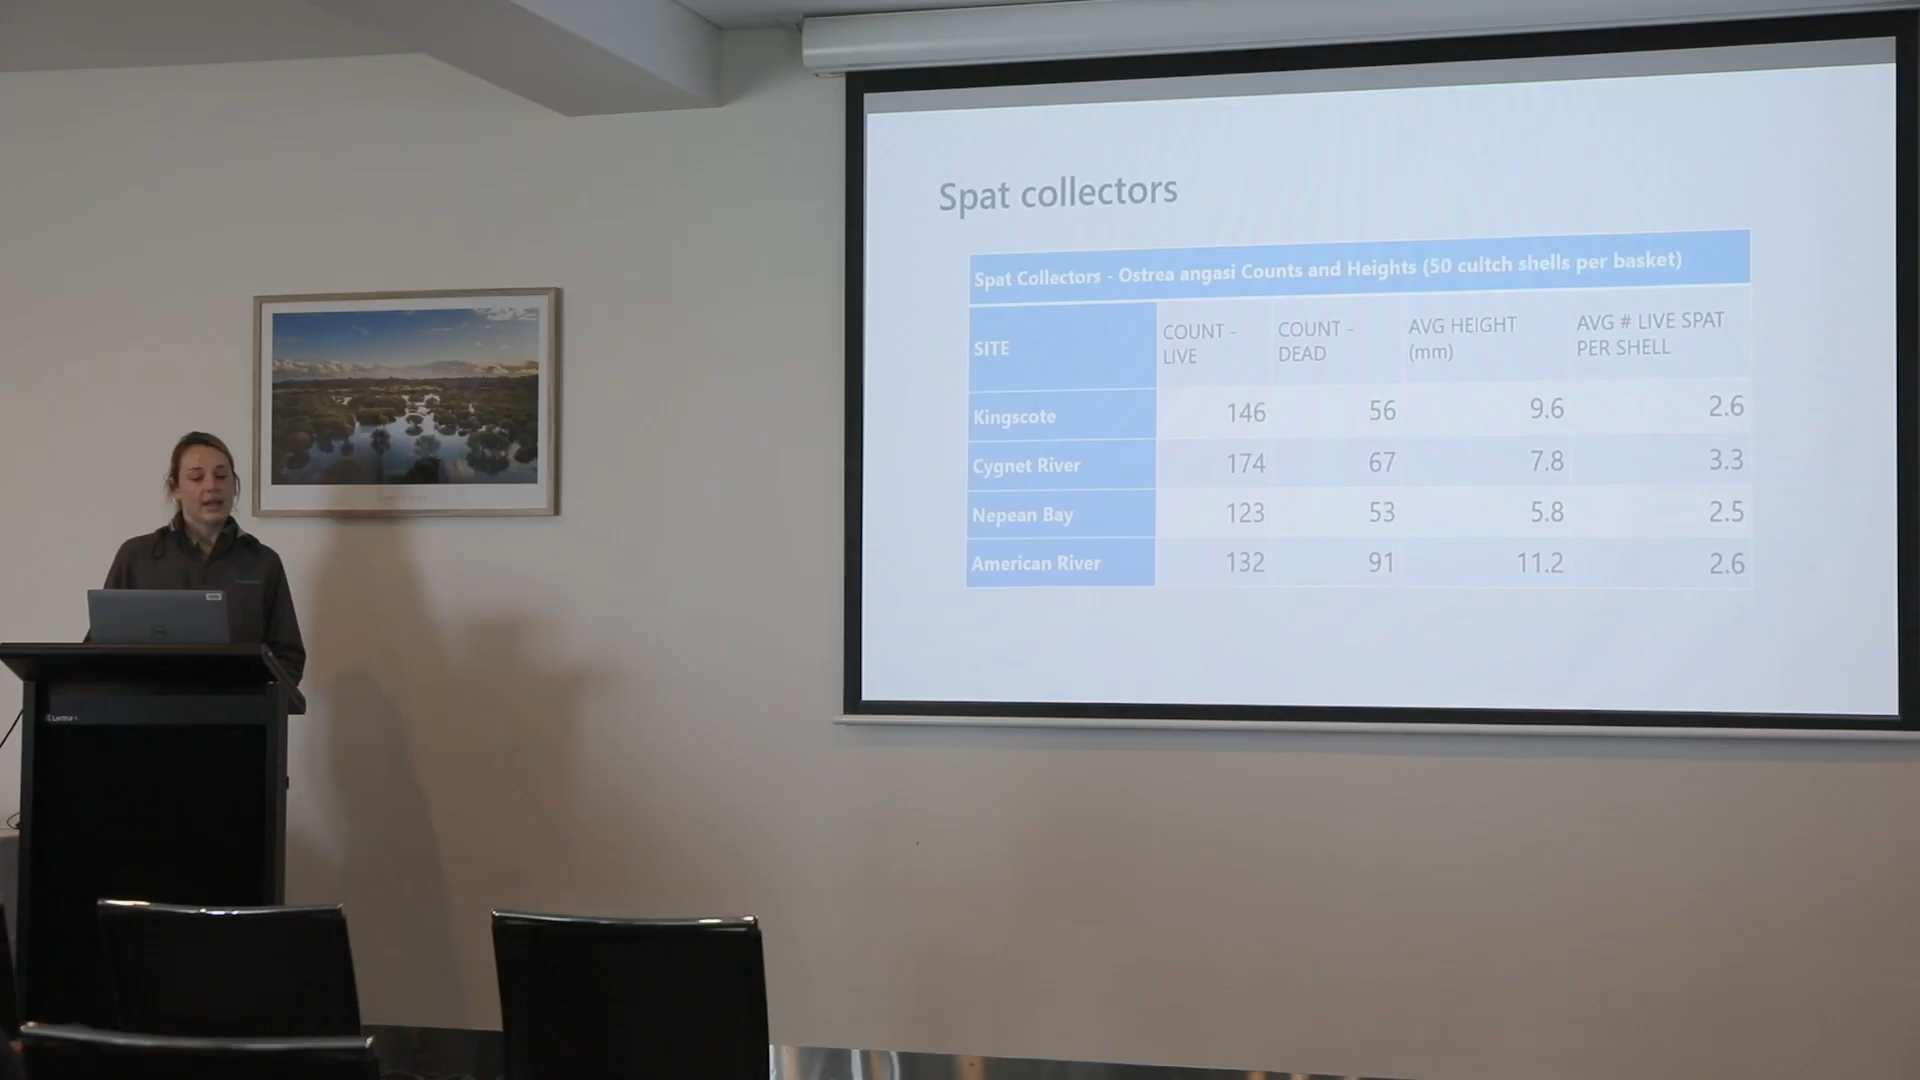 Spat collectors
Spat Collectors - Ostrea angasi Counts and Heights (50 cultch shells per basket)
SITE
COUNT -
LIVE
COUNT -
DEAD
AVG HEIGHT
(mm)
AVG # LIVE SPAT
PER SHELL
Kingscote 146 56 9.6 2.6
Cygnet River 174 67 7.8 3.3
Nepean Bay 123 53 5.8 2.5
American River 132 91 11.2 2.6